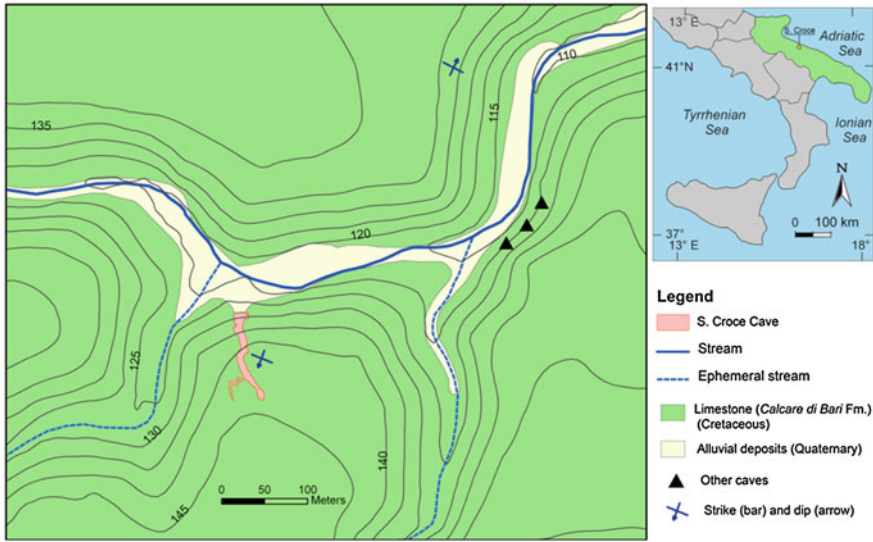 135
115
110
120
125
130
140
145
0 50 100
Meters
13° E
S. Croce
Adriatic
Sea
41°N
Tyrrhenian
Sea
Ionian
Sea
N
0 100 km
37°
13° E
18°
Legend
S. Croce Cave
Stream
Ephemeral stream
Limestone (Calcare di Bari Fm.)
(Cretaceous)
Alluvial deposits (Quaternary)
Other caves
Strike (bar) and dip (arrow)